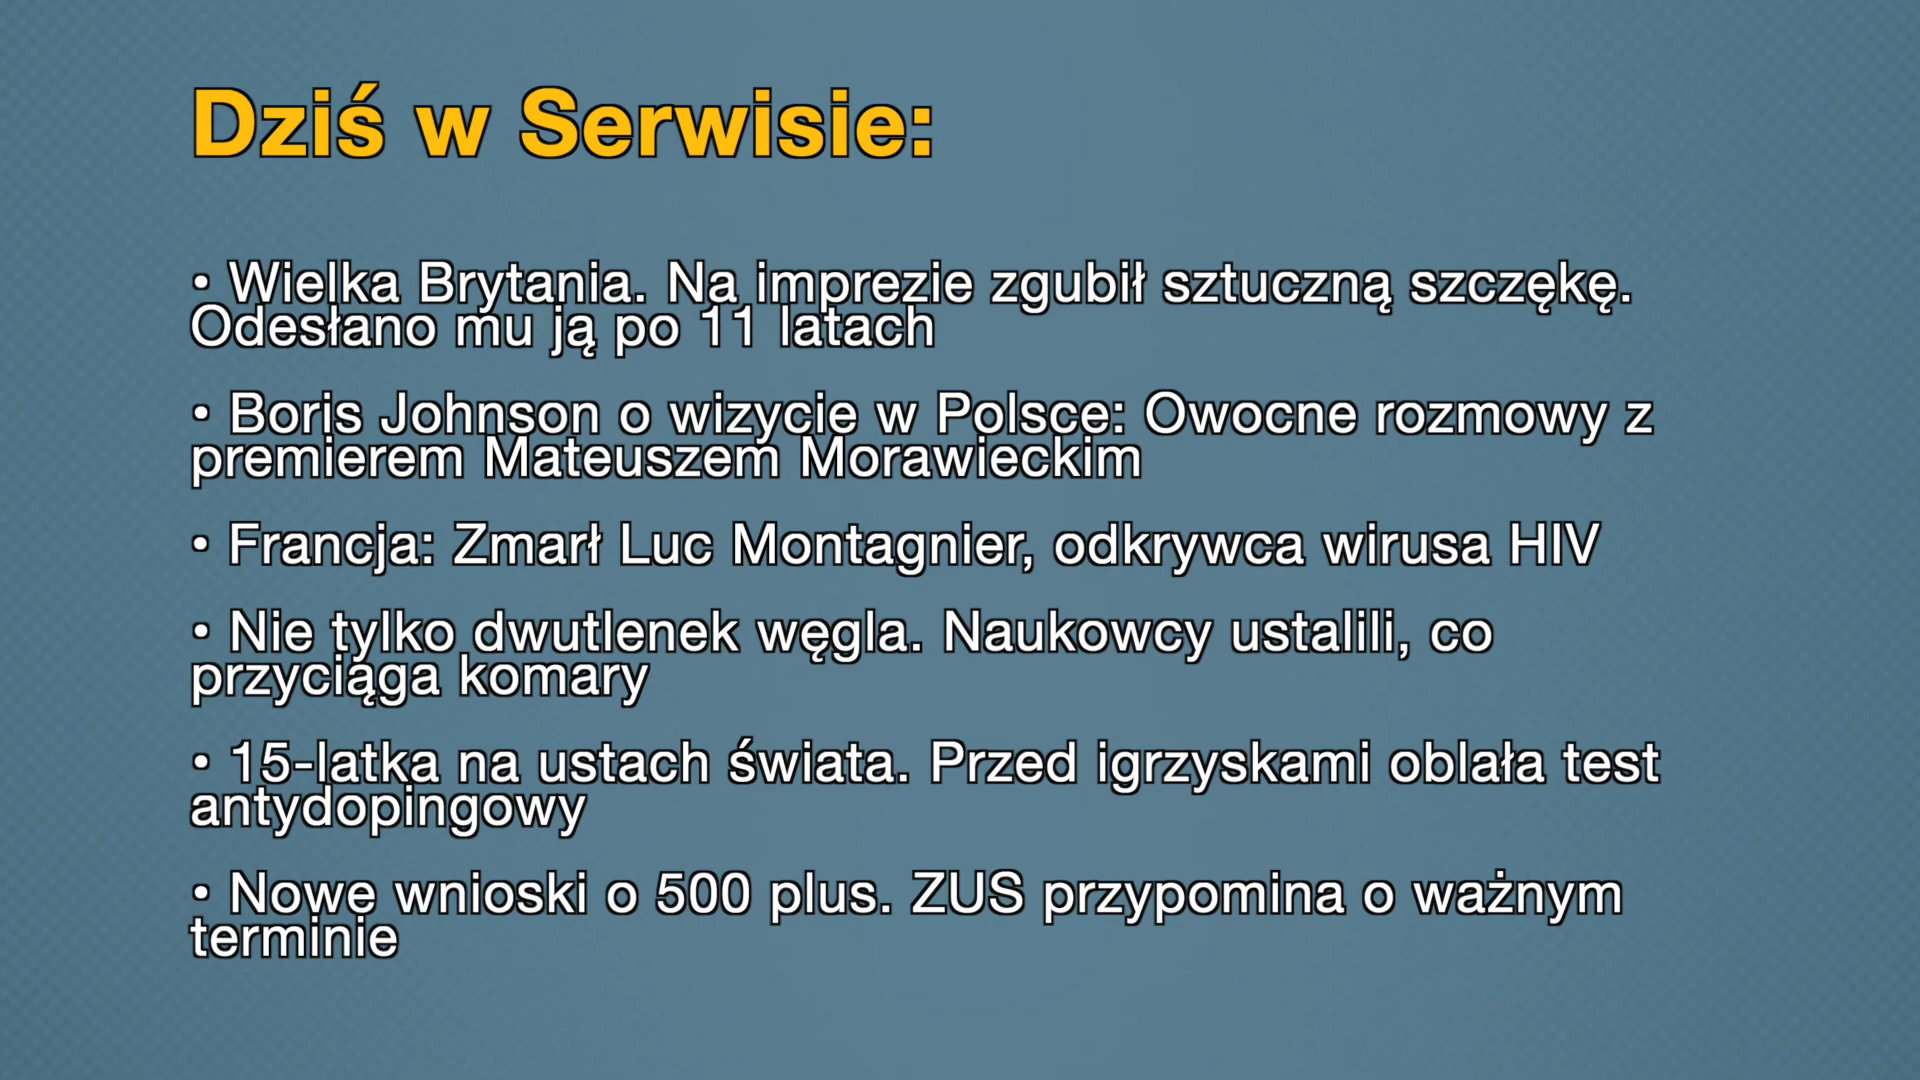 Dziś w Serwisie:
• Wielka Brytania. Na imprezie zgubił sztuczną szczękę.
Odesłano mu ją po 11 latach
• Boris Johnson o wizycie w Polsce: Owocne rozmowy z
premierem Mateuszem Morawieckim
• Francja: Zmarł Luc Montagnier, odkrywca wirusa HIV
• Nie tylko dwutlenek węgla. Naukowcy ustalili, co
przyciąga komary
• 15-latka na ustach świata. Przed igrzyskami oblała test
antydopingowy
• Nowe wnioski o 500 plus. ZUS przypomina o ważnym
terminie